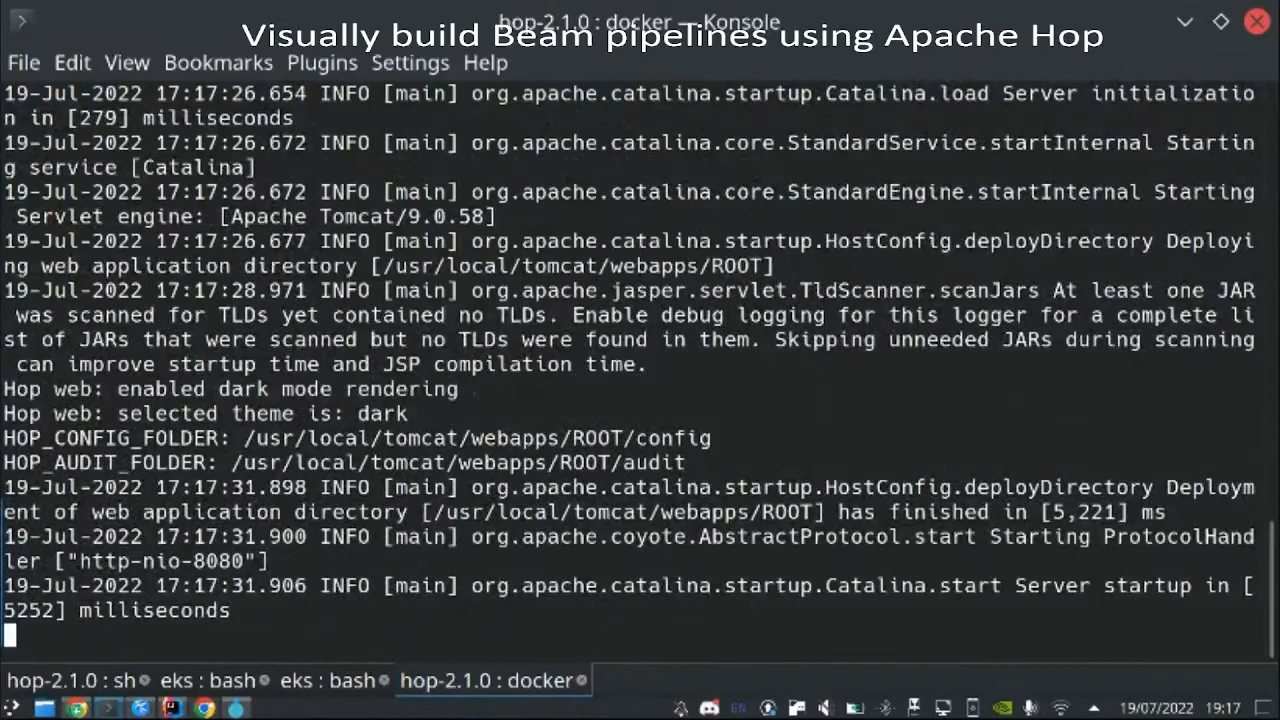 hop-2.1.0 : docker — Konsole
Visually build Beam pipelines using Apache Hop
File Edit View Bookmarks Plugins Settings Help
19-Jul-2022 17:17:26.654 INFO [main] org.apache.catalina.startup.Catalina.load Server initializatio
n in [279] milliseconds
19-Jul-2022 17:17:26.672 INFO [main] org.apache.catalina.core.StandardService.startInternal Startin
g service [Catalina]
19-Jul-2022 17:17:26.672 INFO [main] org.apache.catalina.core.StandardEngine.startInternal Starting
Servlet engine: [Apache Tomcat/9.0.58]
19-Jul-2022 17:17:26.677 INFO [main] org.apache.catalina.startup.HostConfig.deployDirectory Deployi
ng web application directory [/usr/local/tomcat/webapps/ROOT]
19-Jul-2022 17:17:28.971 INFO [main] org.apache.jasper.servlet.TldScanner.scanJars At least one JAR
was scanned for TLDs yet contained no TLDs. Enable debug logging for this logger for a complete li
st of JARs that were scanned but no TLDs were found in them. Skipping unneeded JARs during scanning
can improve startup time and JSP compilation time.
Hop web: enabled dark mode rendering
Hop web: selected theme is: dark
HOP_CONFIG_FOLDER: /usr/local/tomcat/webapps/ROOT/config
HOP_AUDIT_FOLDER: /usr/local/tomcat/webapps/ROOT/audit
19-Jul-2022 17:17:31.898 INFO [main] org.apache.catalina.startup.HostConfig.deployDirectory Deploym
ent of web application directory [/usr/local/tomcat/webapps/ROOT] has finished in [5,221] ms
19-Jul-2022 17:17:31.900 INFO [main] org.apache.coyote.AbstractProtocol.start Starting ProtocolHand
ler ["http-nio-8080"]
19-Jul-2022 17:17:31.906 INFO [main] org.apache.catalina.startup.Catalina.start Server startup in [
5252] milliseconds
hop-2.1.0 : sh eks : bash eks : bash hop-2.1.0 : docker
EN 19/07/2022 19:17